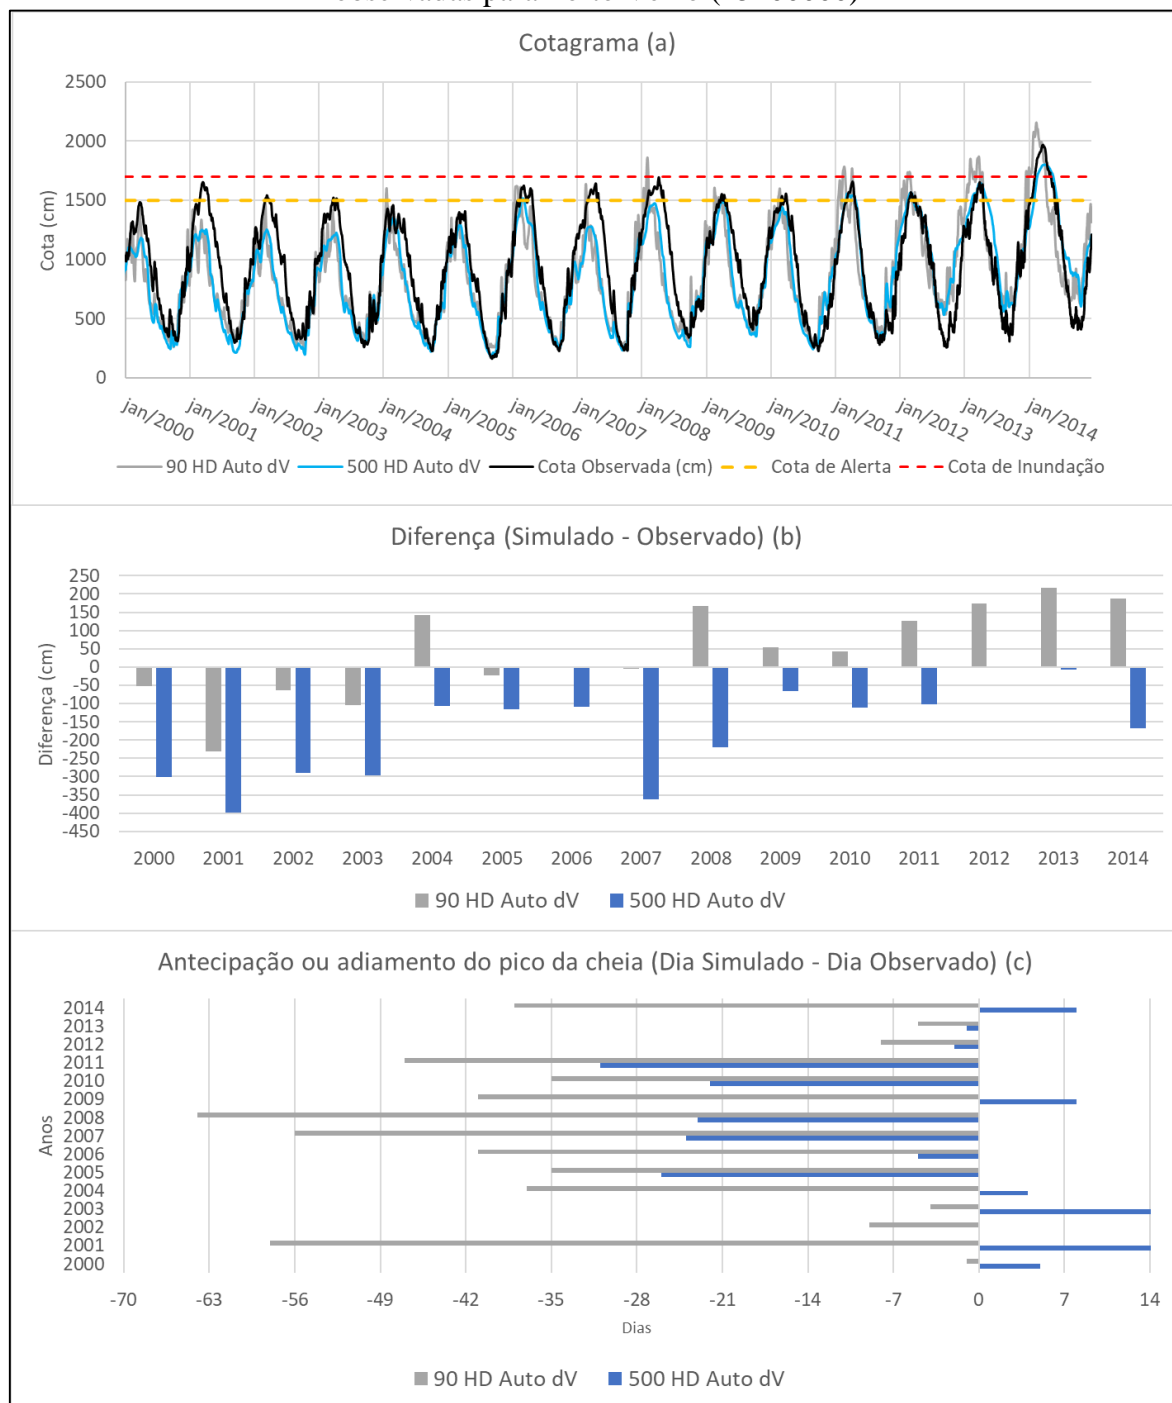 Cotagrama (a)
2500
2000
1500
1000
500
0
Cota (cm)
jan/2000 jan/2001 jan/2002 jan/2003 jan/2004 jan/2005 jan/2006 jan/2007 jan/2008 jan/2009 jan/2010 jan/2011 jan/2012 jan/2013 jan/2014
90 HD Auto dV 500 HD Auto dV Cota Observada (cm) Cota de Alerta Cota de Inundação
Diferença (Simulado - Observado) (b)
250
200
150
100
50
0
-50
-100
-150
-200
-250
-300
-350
-400
-450
Diferença (cm)
2000 2001 2002 2003 2004 2005 2006 2007 2008 2009 2010 2011 2012 2013 2014
90 HD Auto dV 500 HD Auto dV
Antecipação ou adiamento do pico da cheia (Dia Simulado - Dia Observado) (c)
2014
2013
2012
2011
2010
2009
2008
2007
2006
2005
2004
2003
2002
2001
2000
Anos
-70 -63 -56 -49 -42 -35 -28 -21 -14 -7 0 7 14
Dias
90 HD Auto dV 500 HD Auto dV